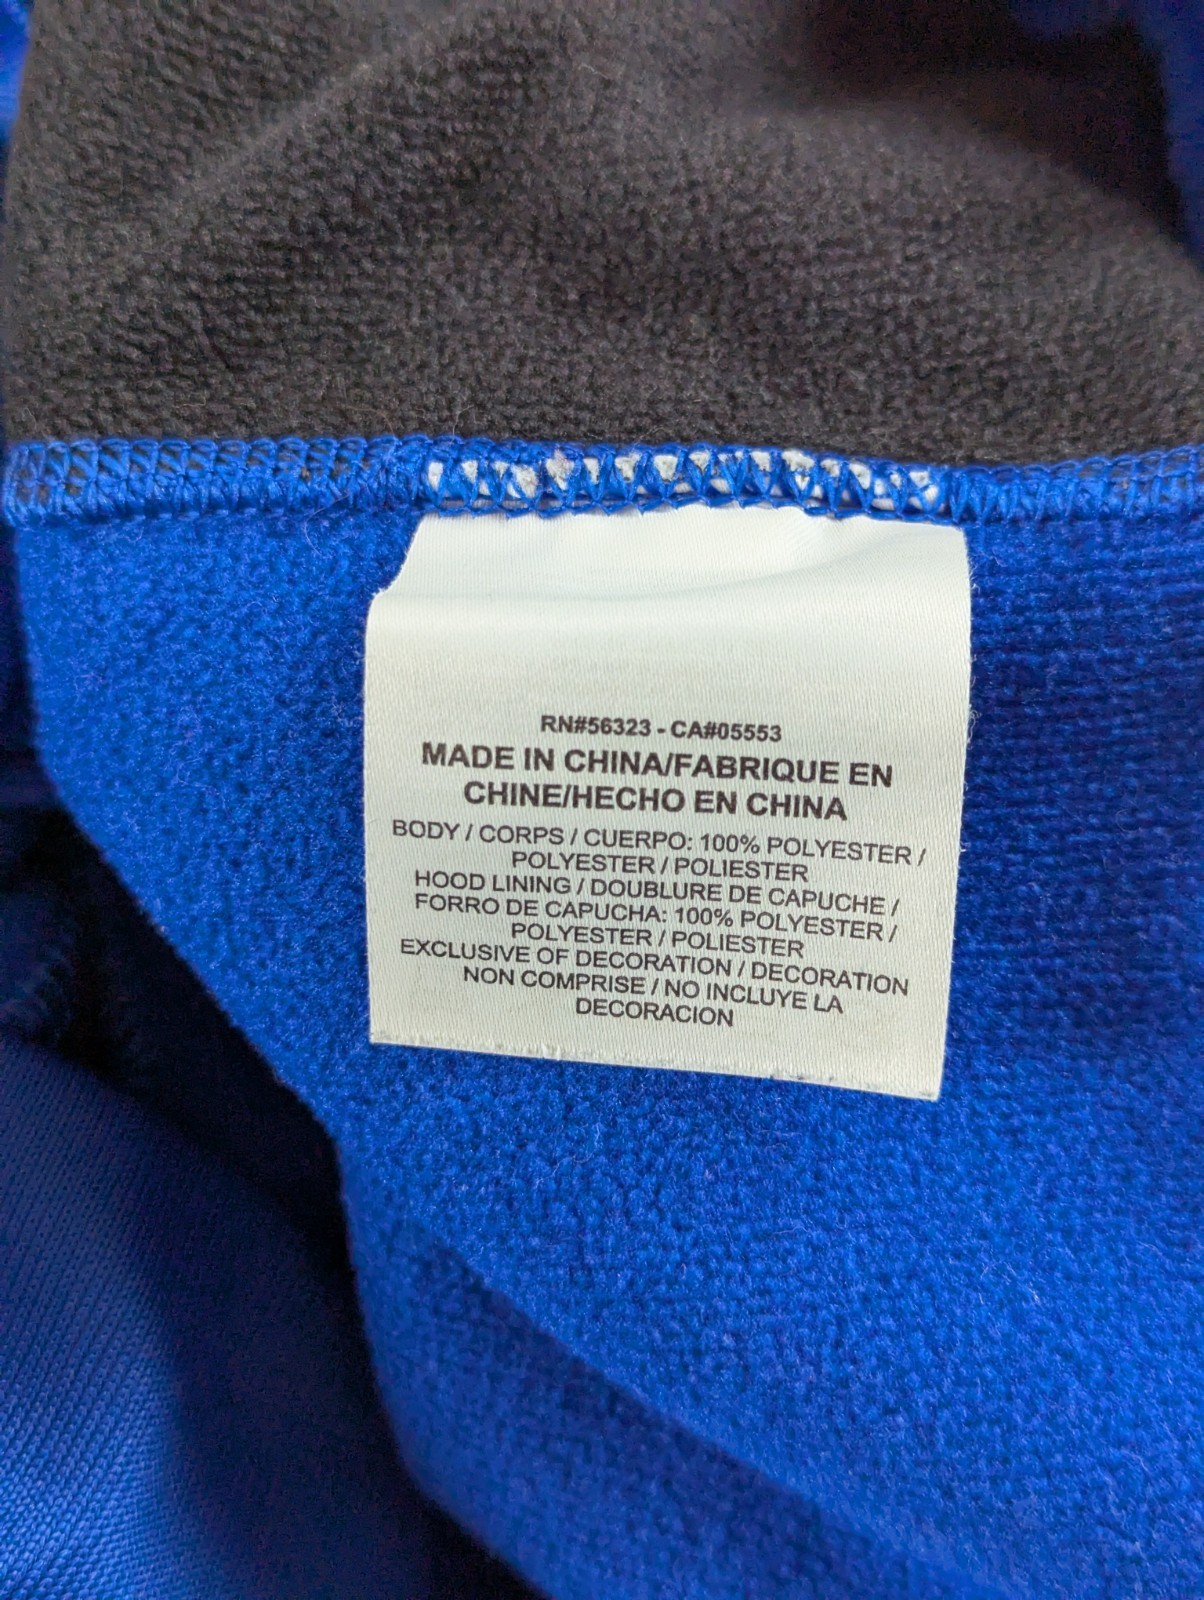 RN#56323 - CA#05553
MADE IN CHINA/FABRIQUE EN
CHINE/HECHO EN CHINA
BODY / CORPS / CUERPO: 100% POLYESTER /
POLYESTER / POLIESTER
HOOD LINING / DOUBLURE DE CAPUCHE /
FORRO DE CAPUCHA: 100% POLYESTER /
POLYESTER / POLIESTER
EXCLUSIVE OF DECORATION / DECORATION
NON COMPRISE / NO INCLUYE LA
DECORACION